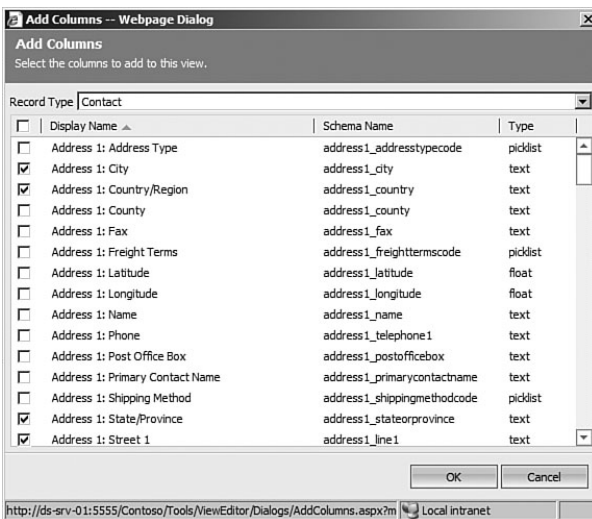 Add Columns -- Webpage Dialog
Add Columns
Select the columns to add to this view.
Record Type Contact
Display Name Schema Name Type
Address 1: Address Type address1_addresstypecode picklist
Address 1: City address1_city text
Address 1: Country/Region address1_country text
Address 1: County address1_county text
Address 1: Fax address1_fax text
Address 1: Freight Terms address1_freighttermscode picklist
Address 1: Latitude address1_latitude float
Address 1: Longitude address1_longitude float
Address 1: Name address1_name text
Address 1: Phone address1_telephone1 text
Address 1: Post Office Box address1_postofficebox text
Address 1: Primary Contact Name address1_primarycontactname text
Address 1: Shipping Method address1_shippingmethodcode picklist
Address 1: State/Province address1_stateorprovince text
Address 1: Street 1 address1_line1 text
OK Cancel
http://ds-srv-01:5555/Contoso/Tools/ViewEditor/Dialogs/AddColumns.aspx?m Local intranet